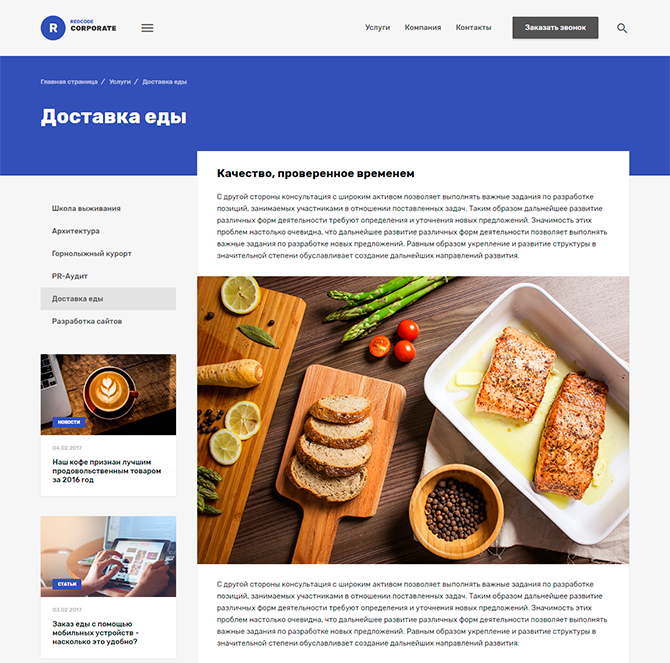 R
REDCODE
CORPORATE
Услуги Компания Контакты Заказать звонок
Главная страница / Услуги / Доставка еды
Доставка еды
Школа выживания
Архитектура
Горнолыжный курорт
PR-Аудит
Доставка еды
Разработка сайтов
НОВОСТИ
04.02.2017
Наш кофе признан лучшим
продовольственным товаром
за 2016 год
СТАТЬИ
03.02.2017
Заказ еды с помощью
мобильных устройств -
насколько это удобно?
Качество, проверенное временем
С другой стороны консультация с широким активом позволяет выполнять важные задания по разработке
позиций, занимаемых участниками в отношении поставленных задач. Таким образом дальнейшее развитие
различных форм деятельности требуют определения и уточнения новых предложений. Значимость этих
проблем настолько очевидна, что дальнейшее развитие различных форм деятельности позволяет выполнять
важные задания по разработке новых предложений. Равным образом укрепление и развитие структуры в
значительной степени обуславливает создание дальнейших направлений развития.
С другой стороны консультация с широким активом позволяет выполнять важные задания по разработке
позиций, занимаемых участниками в отношении поставленных задач. Таким образом дальнейшее развитие
различных форм деятельности требуют определения и уточнения новых предложений. Значимость этих
проблем настолько очевидна, что дальнейшее развитие различных форм деятельности позволяет выполнять
важные задания по разработке новых предложений. Равным образом укрепление и развитие структуры в
значительной степени обуславливает создание дальнейших направлений развития.